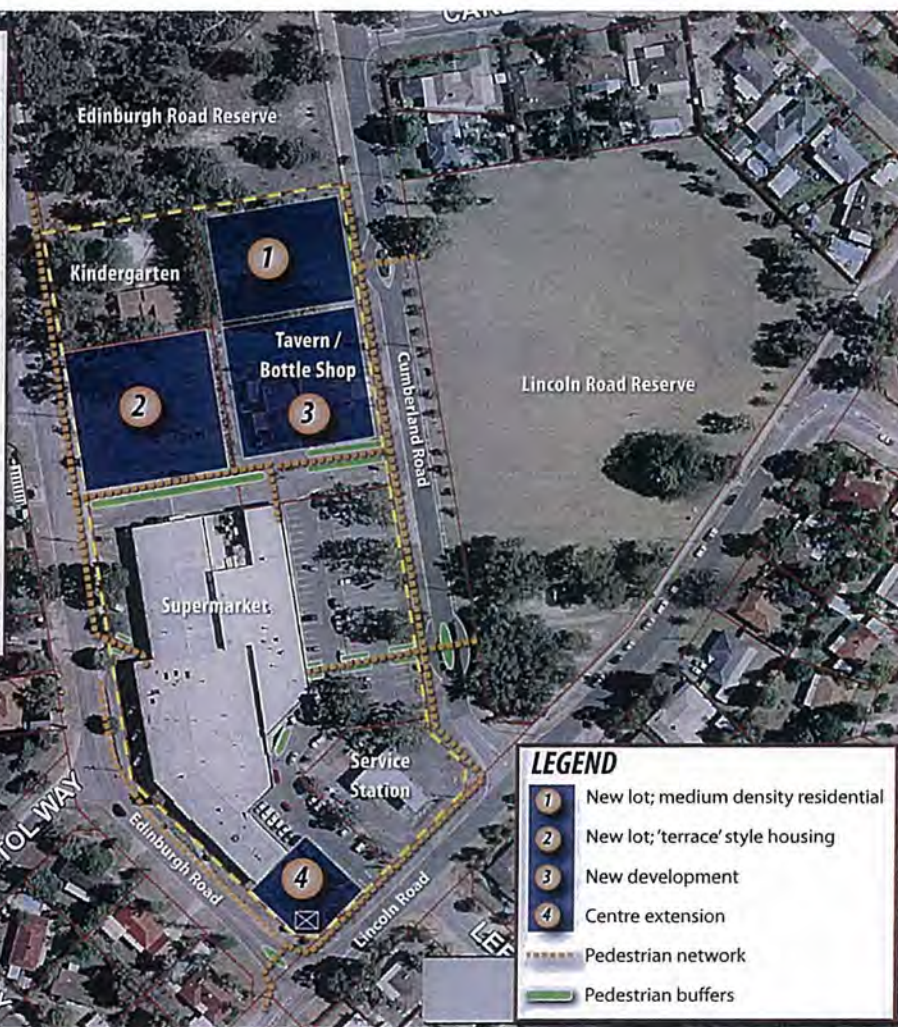 Edinburgh Road Reserve
Kindergarten
1
Tavern /
Bottle Shop
2
3
Cumberland Road
Lincoln Road Reserve
Supermarket
Service
Station
TOL WAY
Edinburgh Road
4
Lincoln Road
LEGEND
1 New lot; medium density residential
2 New lot; 'terrace' style housing
3 New development
4 Centre extension
Pedestrian network
Pedestrian buffers